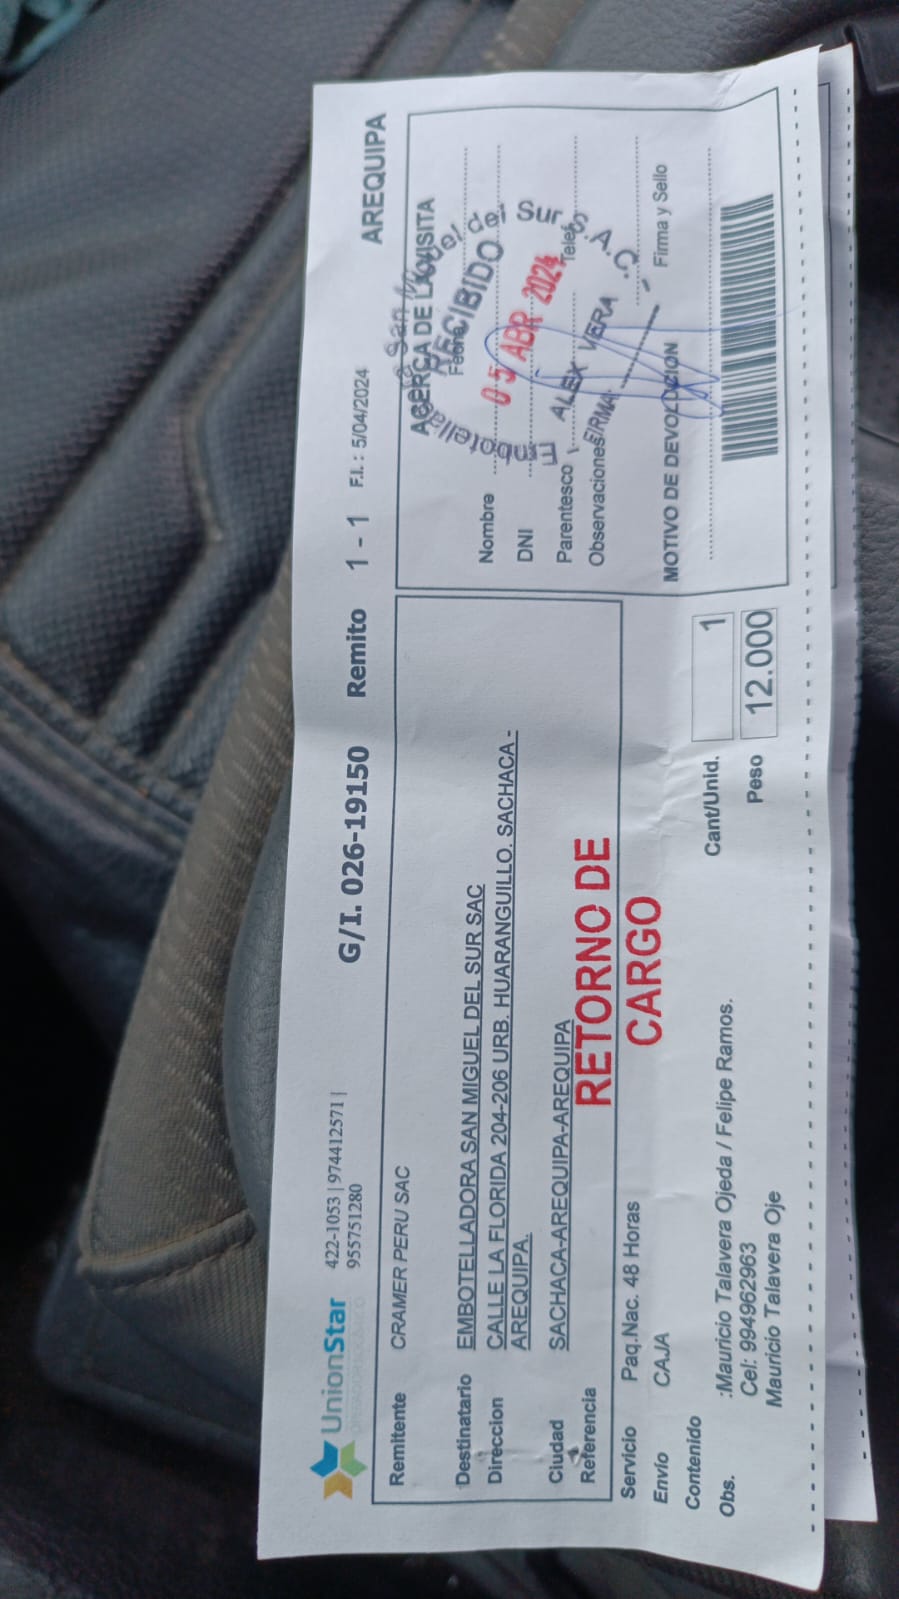 UnionStar
422-1053 | 974412571 |
955751280
G/I. 026-19150 Remito 1 - 1 F.I.: 5/04/2024 AREQUIPA
Remitente CRAMER PERU SAC
Destinatario EMBOTELLADORA SAN MIGUEL DEL SUR SAC
Direccion CALLE LA FLORIDA 204-206 URB. HUARANGUILLO. SACHACA -
AREQUIPA.
Ciudad SACHACA-AREQUIPA-AREQUIPA
Referencia
RETORNO DE
CARGO
Servicio Paq.Nac. 48 Horas
Envío CAJA
Contenido
Obs. :Mauricio Talavera Ojeda / Felipe Ramos.
Cel: 994962963
Mauricio Talavera Oje
Cant/Unid. 1
Peso 12.000
ACERCA DE LA VISITA
Fecha
Nombre
DNI
Parentesco
Observaciones
Firma y Sello
MOTIVO DE DEVOLUCION
del Sur S.A.C.
RECIBIDO
05 ABR 2024
ALEX VERA
FIRMA: